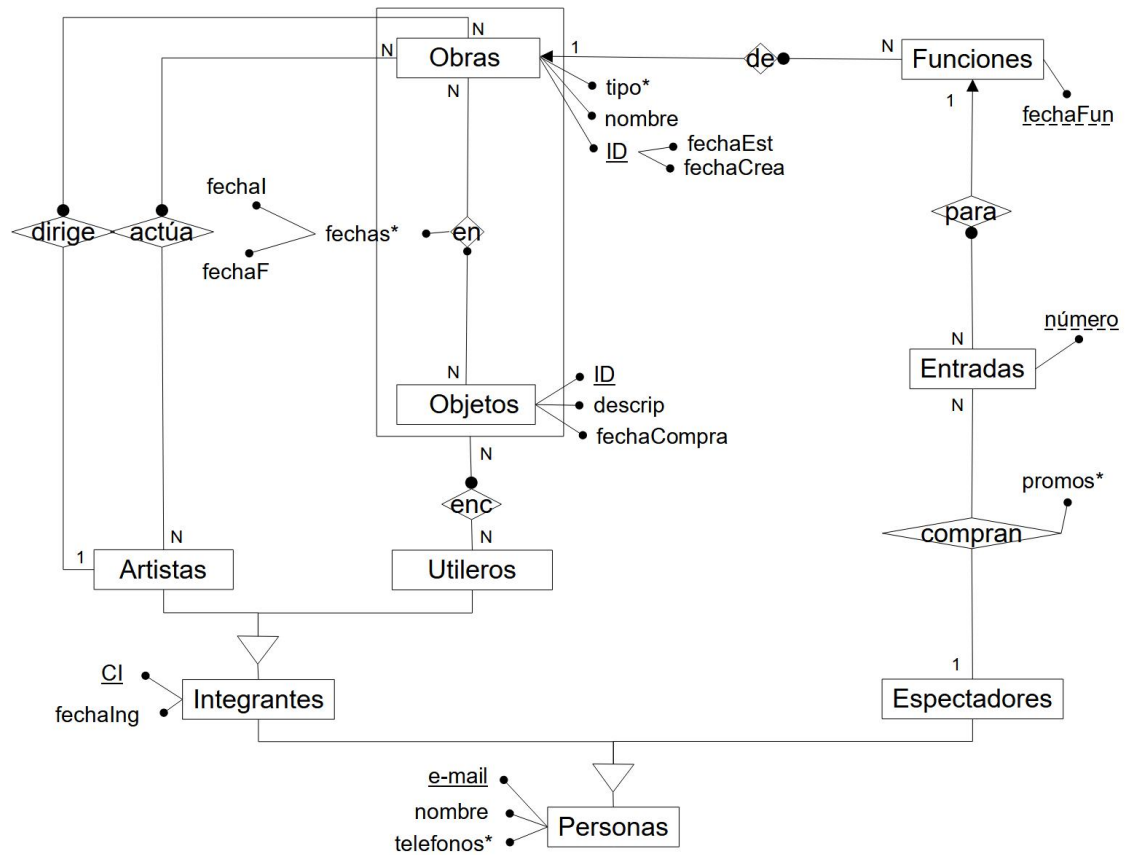 N
N
Obras
1
de
N
Funciones
N
tipo*
nombre
ID
fechaEst
fechaCrea
1
fechaFun
dirige
actúa
fechaI
fechas*
fechaF
en
para
número
N
Entradas
N
N
Objetos
ID
descrip
fechaCompra
N
enc
promos*
compran
1
N
N
Artistas
Utileros
CI
Integrantes
fechaIng
1
Espectadores
e-mail
nombre
telefonos*
Personas